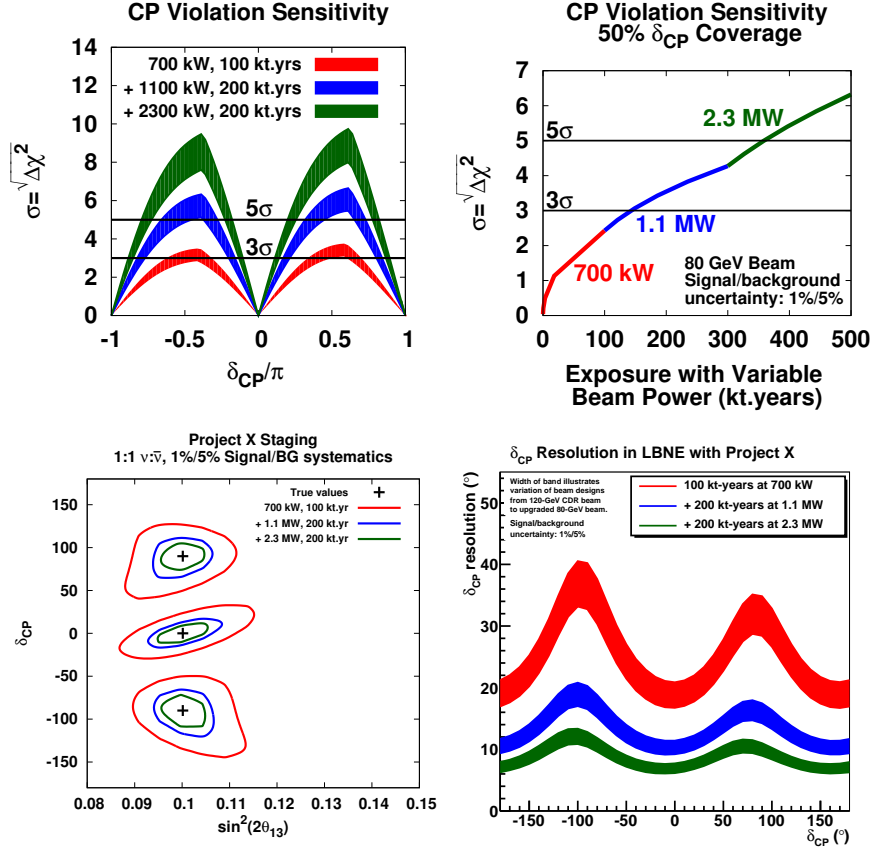 CP Violation Sensitivity
700 kW, 100 kt.yrs
+ 1100 kW, 200 kt.yrs
+ 2300 kW, 200 kt.yrs
σ= √Δχ²
14
12
10
8
6
4
2
0
5σ
3σ
-1
-0.5
0
0.5
1
δCP/π
CP Violation Sensitivity
50% δCP Coverage
σ= √Δχ²
7
6
5
4
3
2
1
0
5σ
3σ
2.3 MW
1.1 MW
700 kW
80 GeV Beam
Signal/background
uncertainty: 1%/5%
0
100
200
300
400
500
Exposure with Variable
Beam Power (kt.years)
Project X Staging
1:1 ν:ν̅, 1%/5% Signal/BG systematics
True values
700 kW, 100 kt.yr
+ 1.1 MW, 200 kt.yr
+ 2.3 MW, 200 kt.yr
δCP
150
100
50
0
-50
-100
-150
0.08
0.09
0.1
0.11
0.12
0.13
0.14
0.15
sin²(2θ13)
δCP Resolution in LBNE with Project X
Width of band illustrates
variation of beam designs
from 120-GeV CDR beam
to upgraded 80-GeV beam.
Signal/background
uncertainty: 1%/5%
100 kt-years at 700 kW
+ 200 kt-years at 1.1 MW
+ 200 kt-years at 2.3 MW
δCP resolution (°)
50
40
30
20
10
0
-150
-100
-50
0
50
100
150
δCP (°)